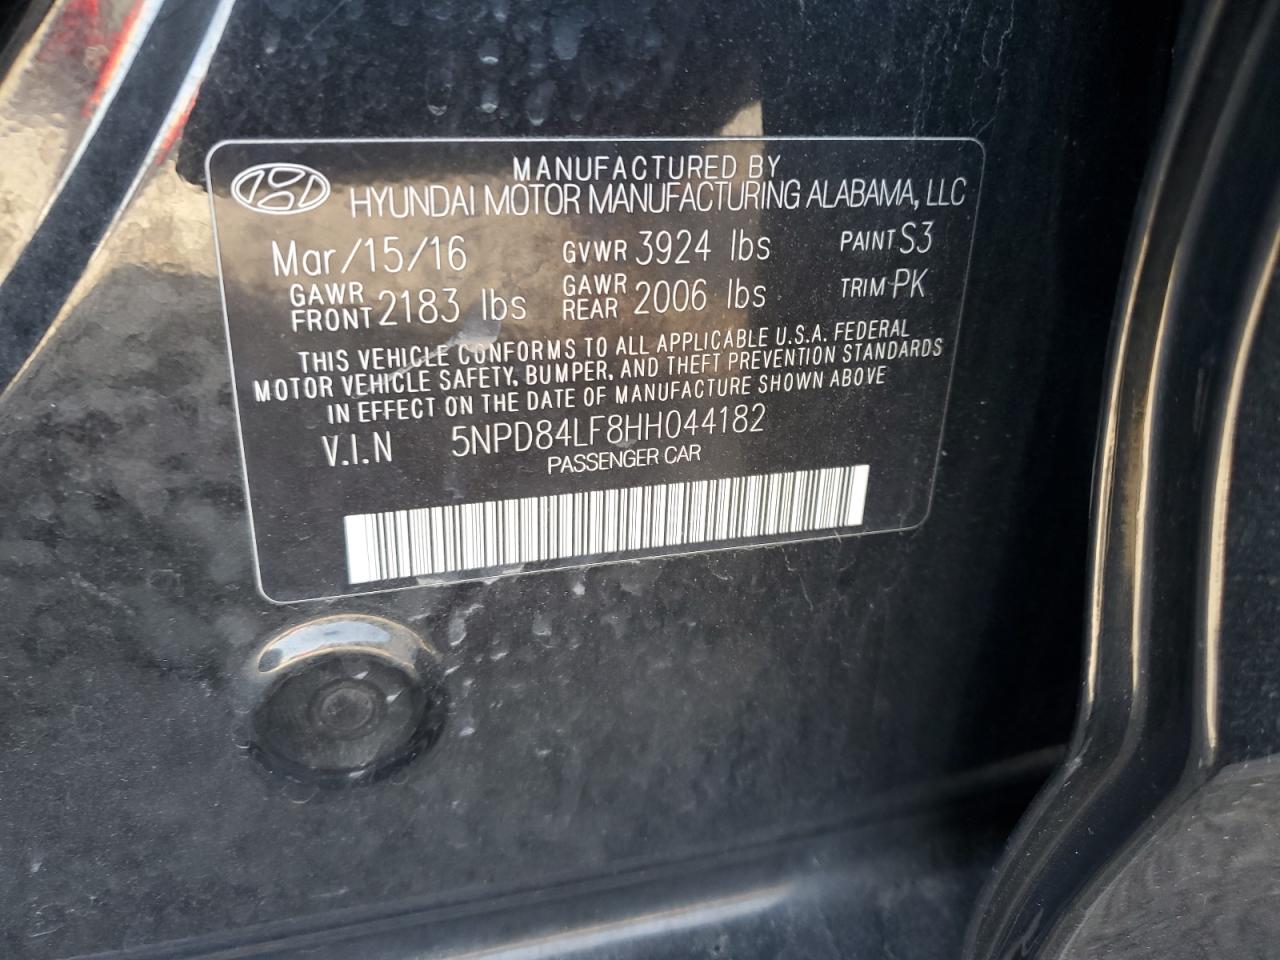 MANUFACTURED BY
HYUNDAI MOTOR MANUFACTURING ALABAMA, LLC
Mar/15/16 GVWR 3924 lbs PAINT S3
GAWR FRONT 2183 lbs GAWR REAR 2006 lbs TRIM PK
THIS VEHICLE CONFORMS TO ALL APPLICABLE U.S.A. FEDERAL
MOTOR VEHICLE SAFETY, BUMPER, AND THEFT PREVENTION STANDARDS
IN EFFECT ON THE DATE OF MANUFACTURE SHOWN ABOVE
V.I.N 5NPD84LF8HH044182
PASSENGER CAR